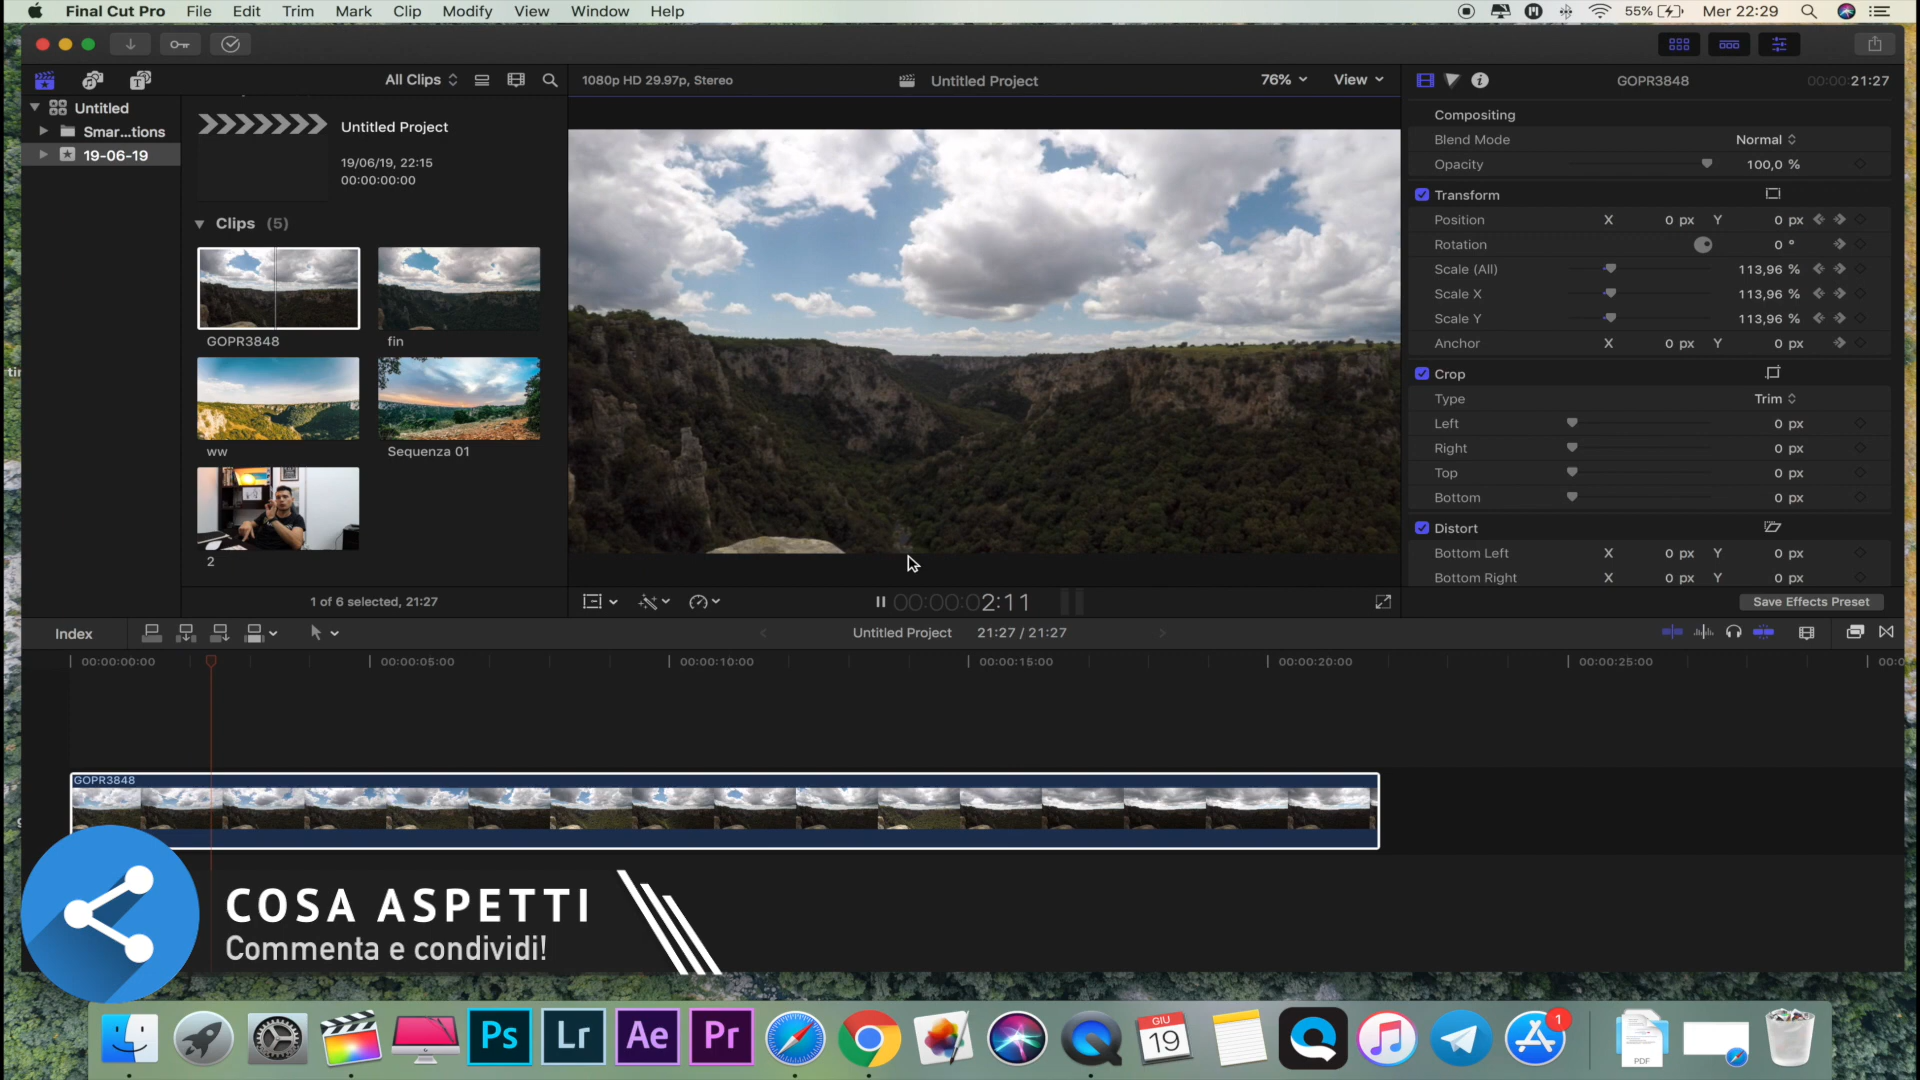 Final Cut Pro File Edit Trim Mark Clip Modify View Window Help 55% Mer 22:29
All Clips
1080p HD 29.97p, Stereo
Untitled Project
76% View
GOPR3848
00:00:21:27
Untitled
Smar...tions
19-06-19
Untitled Project
19/06/19, 22:15
00:00:00:00
Clips (5)
GOPR3848
fin
ww
Sequenza 01
2
1 of 6 selected, 21:27
00:00:02:11
Compositing
Blend Mode Normal
Opacity 100,0 %
Transform
Position X 0 px Y 0 px
Rotation 0 °
Scale (All) 113,96 %
Scale X 113,96 %
Scale Y 113,96 %
Anchor X 0 px Y 0 px
Crop
Type Trim
Left 0 px
Right 0 px
Top 0 px
Bottom 0 px
Distort
Bottom Left X 0 px Y 0 px
Bottom Right X 0 px Y 0 px
Save Effects Preset
Index
Untitled Project 21:27 / 21:27
00:00:00:00 00:00:05:00 00:00:10:00 00:00:15:00 00:00:20:00 00:00:25:00
GOPR3848
COSA ASPETTI
Commenta e condividi!
Ps Lr Ae Pr
GIU
19
1
PDF